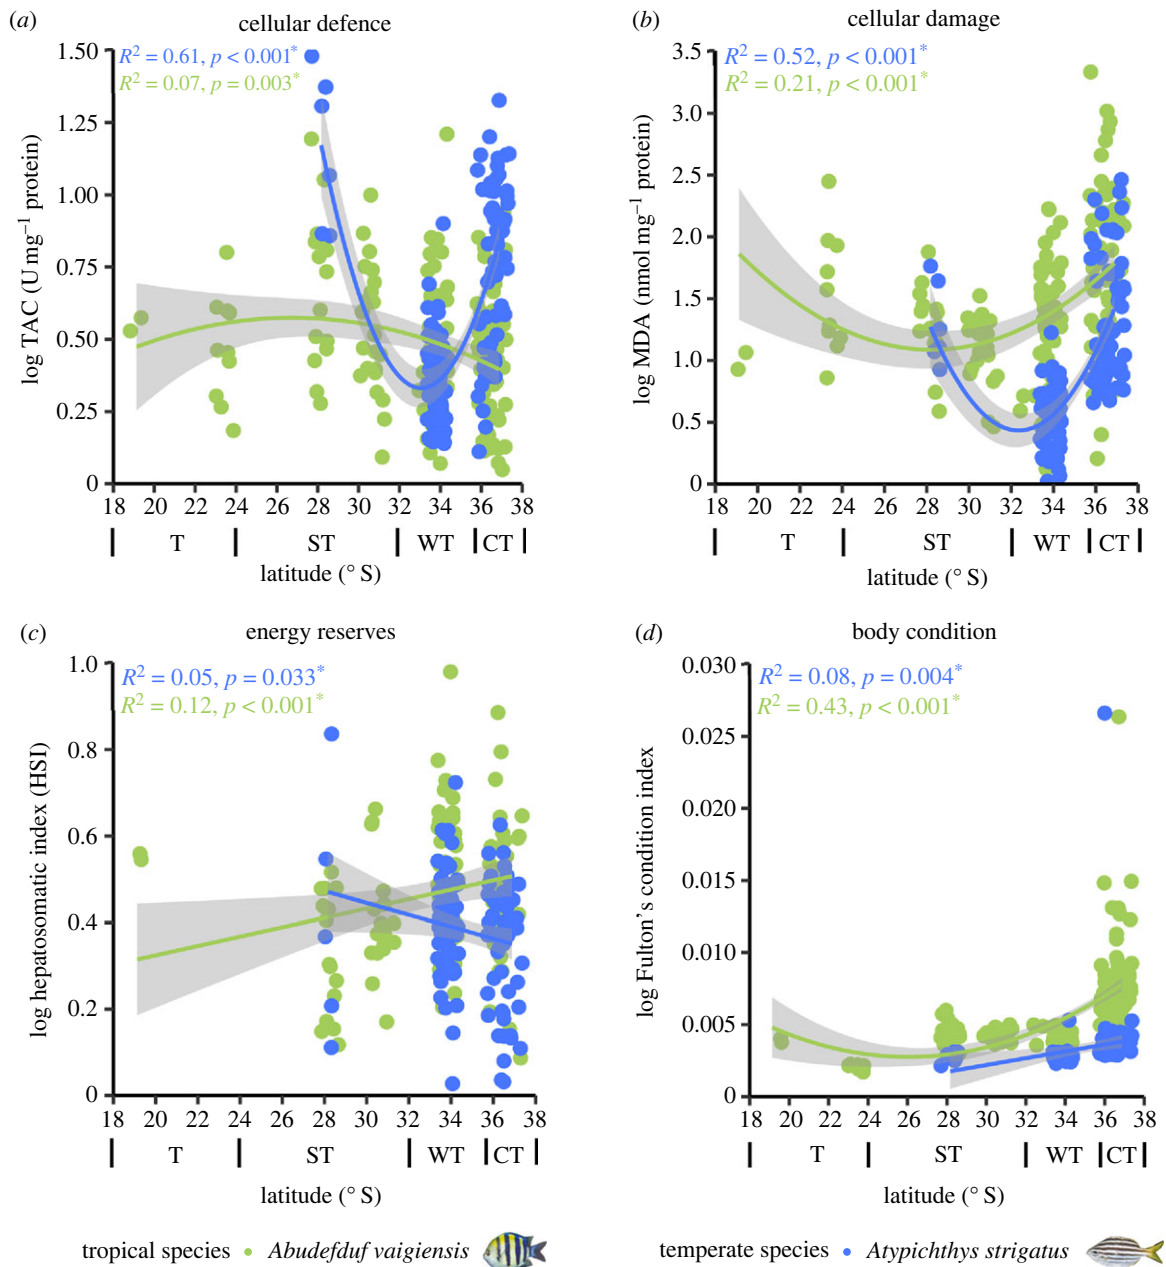 (a) cellular defence
R² = 0.61, p < 0.001*
R² = 0.07, p = 0.003*
log TAC (U mg⁻¹ protein)
1.50
1.25
1.00
0.75
0.50
0.25
0
18 20 22 24 26 28 30 32 34 36 38
T ST WT CT
latitude (° S)
(b) cellular damage
R² = 0.52, p < 0.001*
R² = 0.21, p < 0.001*
log MDA (nmol mg⁻¹ protein)
3.5
3.0
2.5
2.0
1.5
1.0
0.5
0
18 20 22 24 26 28 30 32 34 36 38
T ST WT CT
latitude (° S)
(c) energy reserves
R² = 0.05, p = 0.033*
R² = 0.12, p < 0.001*
log hepatosomatic index (HSI)
1.0
0.8
0.6
0.4
0.2
0
18 20 22 24 26 28 30 32 34 36 38
T ST WT CT
latitude (° S)
(d) body condition
R² = 0.08, p = 0.004*
R² = 0.43, p < 0.001*
log Fulton's condition index
0.030
0.025
0.020
0.015
0.010
0.005
0
18 20 22 24 26 28 30 32 34 36 38
T ST WT CT
latitude (° S)
tropical species Abudefduf vaigiensis
temperate species Atypichthys strigatus